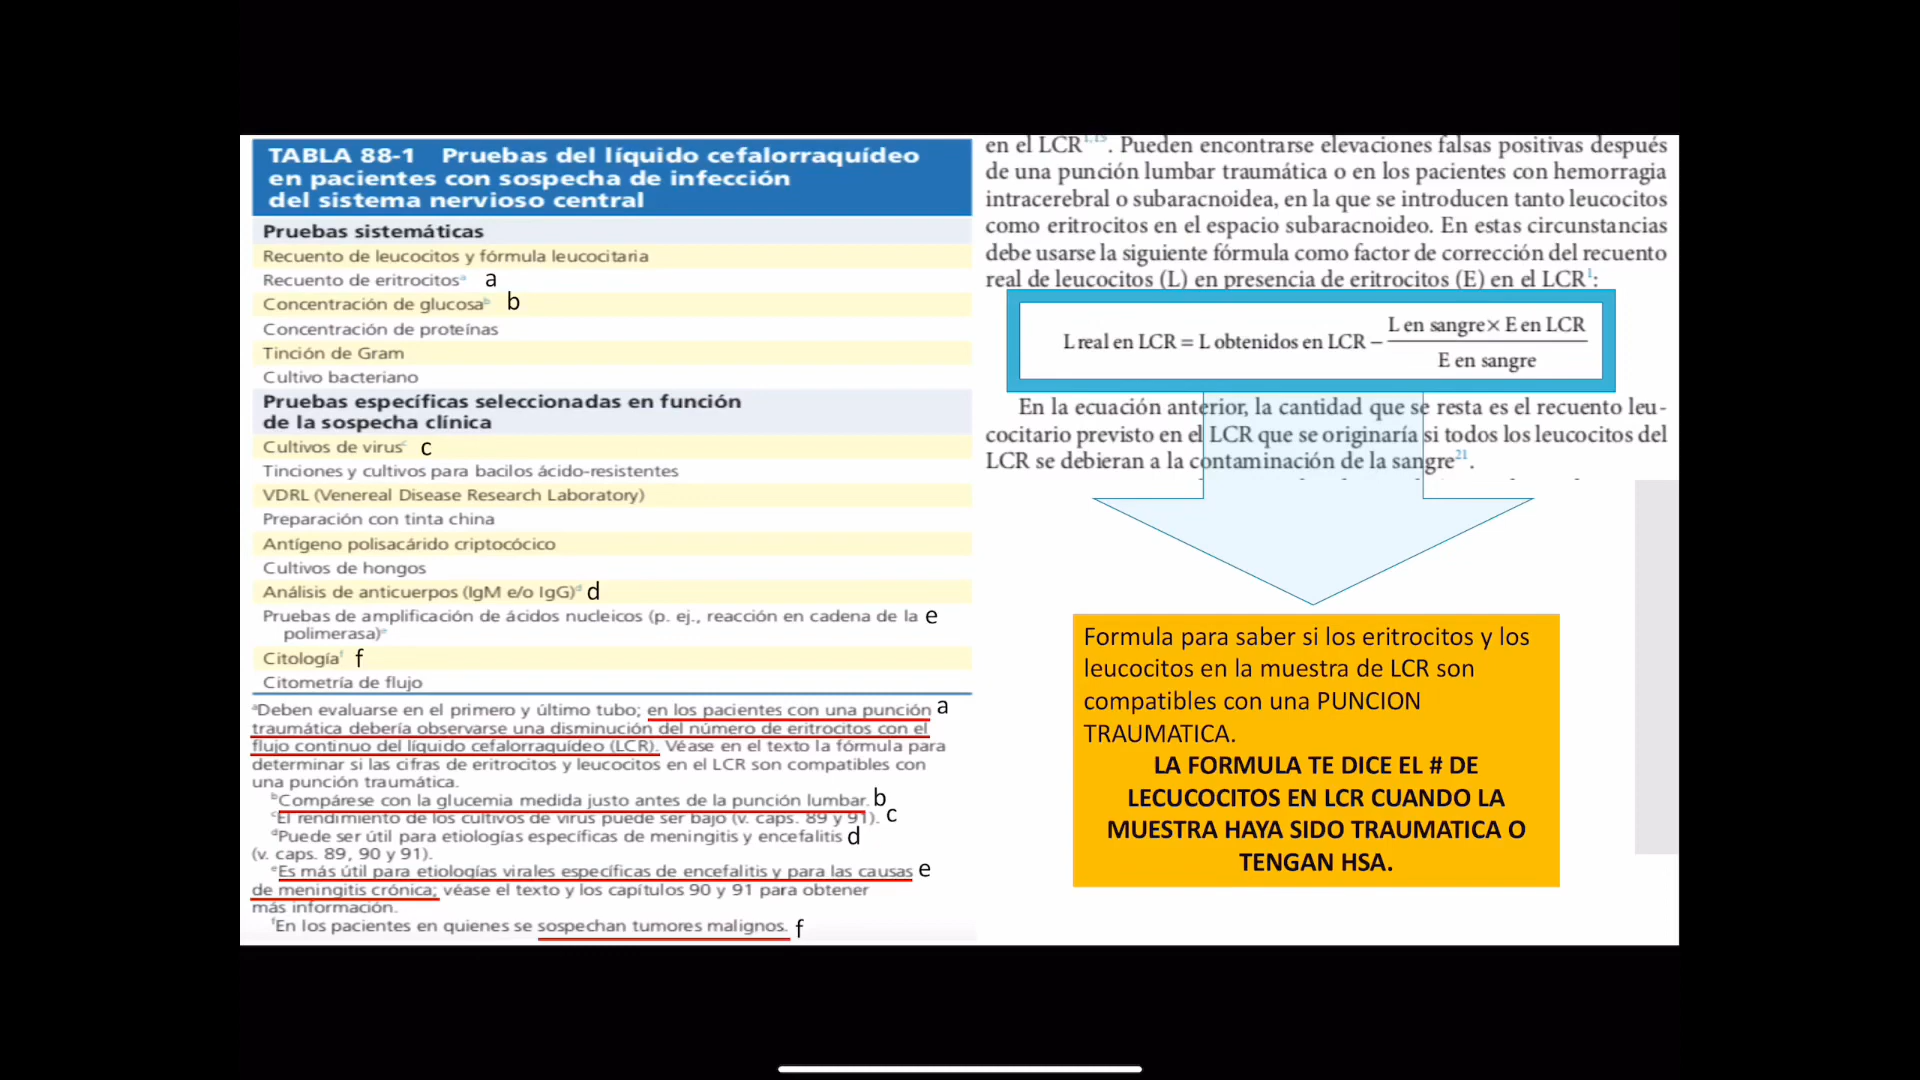 TABLA 88-1 Pruebas del líquido cefalorraquídeo
en pacientes con sospecha de infección
del sistema nervioso central
Pruebas sistemáticas
Recuento de leucocitos y fórmula leucocitaria
Recuento de eritrocitosᵃ a
Concentración de glucosaᵇ b
Concentración de proteínas
Tinción de Gram
Cultivo bacteriano
Pruebas específicas seleccionadas en función
de la sospecha clínica
Cultivos de virusᶜ c
Tinciones y cultivos para bacilos ácido-resistentes
VDRL (Venereal Disease Research Laboratory)
Preparación con tinta china
Antígeno polisacárido criptocócico
Cultivos de hongos
Análisis de anticuerpos (IgM e/o IgG)ᵈ d
Pruebas de amplificación de ácidos nucleicos (p. ej., reacción en cadena de la e
polimerasa)ᵉ
Citologíaᶠ f
Citometría de flujo
ᵃDeben evaluarse en el primero y último tubo; en los pacientes con una punción a
traumática debería observarse una disminución del número de eritrocitos con el
flujo continuo del líquido cefalorraquídeo (LCR). Véase en el texto la fórmula para
determinar si las cifras de eritrocitos y leucocitos en el LCR son compatibles con
una punción traumática.
ᵇCompárese con la glucemia medida justo antes de la punción lumbar. b
ᶜEl rendimiento de los cultivos de virus puede ser bajo (v. caps. 89 y 91). c
ᵈPuede ser útil para etiologías específicas de meningitis y encefalitis d
(v. caps. 89, 90 y 91).
ᵉEs más útil para etiologías virales específicas de encefalitis y para las causas e
de meningitis crónica; véase el texto y los capítulos 90 y 91 para obtener
más información.
ᶠEn los pacientes en quienes se sospechan tumores malignos. f
en el LCR¹,¹⁵. Pueden encontrarse elevaciones falsas positivas después
de una punción lumbar traumática o en los pacientes con hemorragia
intracerebral o subaracnoidea, en la que se introducen tanto leucocitos
como eritrocitos en el espacio subaracnoideo. En estas circunstancias
debe usarse la siguiente fórmula como factor de corrección del recuento
real de leucocitos (L) en presencia de eritrocitos (E) en el LCR¹:
L en sangre × E en LCR
L real en LCR = L obtenidos en LCR −
E en sangre
En la ecuación anterior, la cantidad que se resta es el recuento leu-
cocitario previsto en el LCR que se originaría si todos los leucocitos del
LCR se debieran a la contaminación de la sangre²¹.
Formula para saber si los eritrocitos y los
leucocitos en la muestra de LCR son
compatibles con una PUNCION
TRAUMATICA.
LA FORMULA TE DICE EL # DE
LECUCOCITOS EN LCR CUANDO LA
MUESTRA HAYA SIDO TRAUMATICA O
TENGAN HSA.